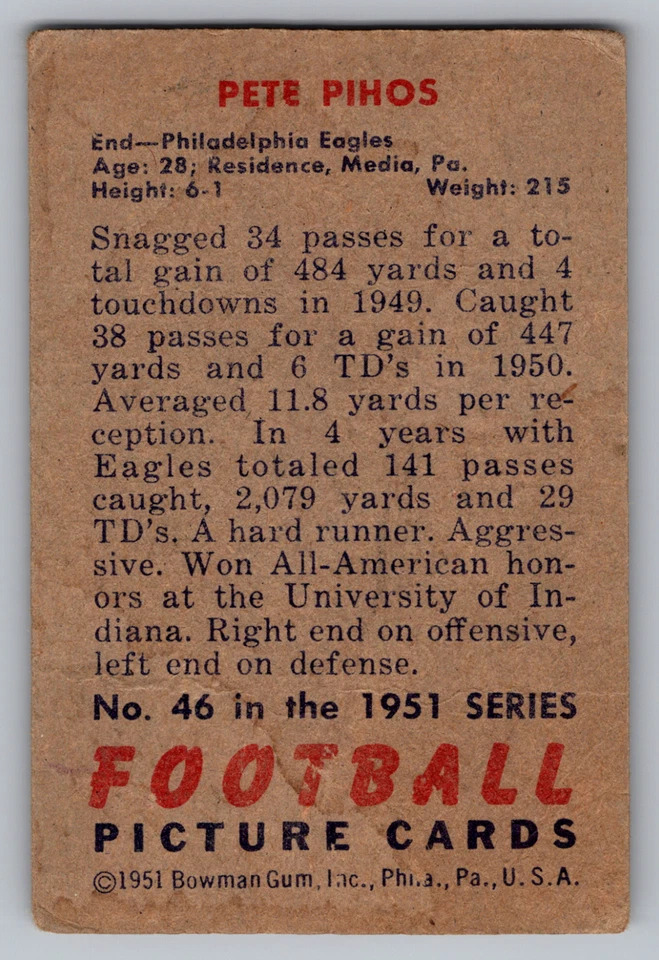 PETE PIHOS
End—Philadelphia Eagles
Age: 28; Residence, Media, Pa.
Height: 6-1 Weight: 215
Snagged 34 passes for a to-
tal gain of 484 yards and 4
touchdowns in 1949. Caught
38 passes for a gain of 447
yards and 6 TD's in 1950.
Averaged 11.8 yards per re-
ception. In 4 years with
Eagles totaled 141 passes
caught, 2,079 yards and 29
TD's. A hard runner. Aggres-
sive. Won All-American hon-
ors at the University of In-
diana. Right end on offensive,
left end on defense.
No. 46 in the 1951 SERIES
FOOTBALL
PICTURE CARDS
©1951 Bowman Gum, Inc., Phila., Pa., U.S.A.